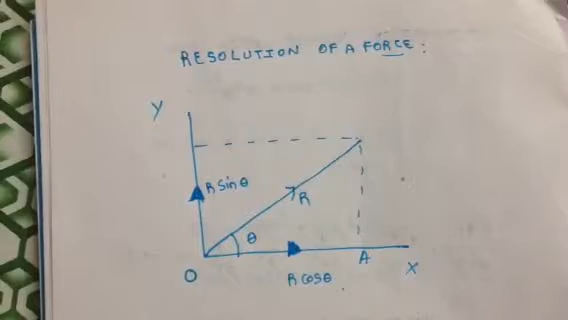 RESOLUTION OF A FORCE :
Y
R sin θ
R
θ
O
A
X
R cos θ